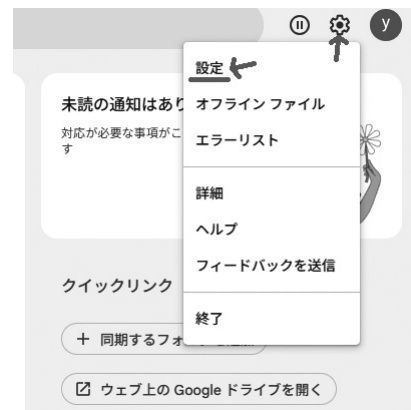 y
設定
オフライン ファイル
エラーリスト
詳細
ヘルプ
フィードバックを送信
終了
未読の通知はあり
対応が必要な事項がこ
す
クイックリンク
+ 同期するフォ
ウェブ上の Google ドライブを開く